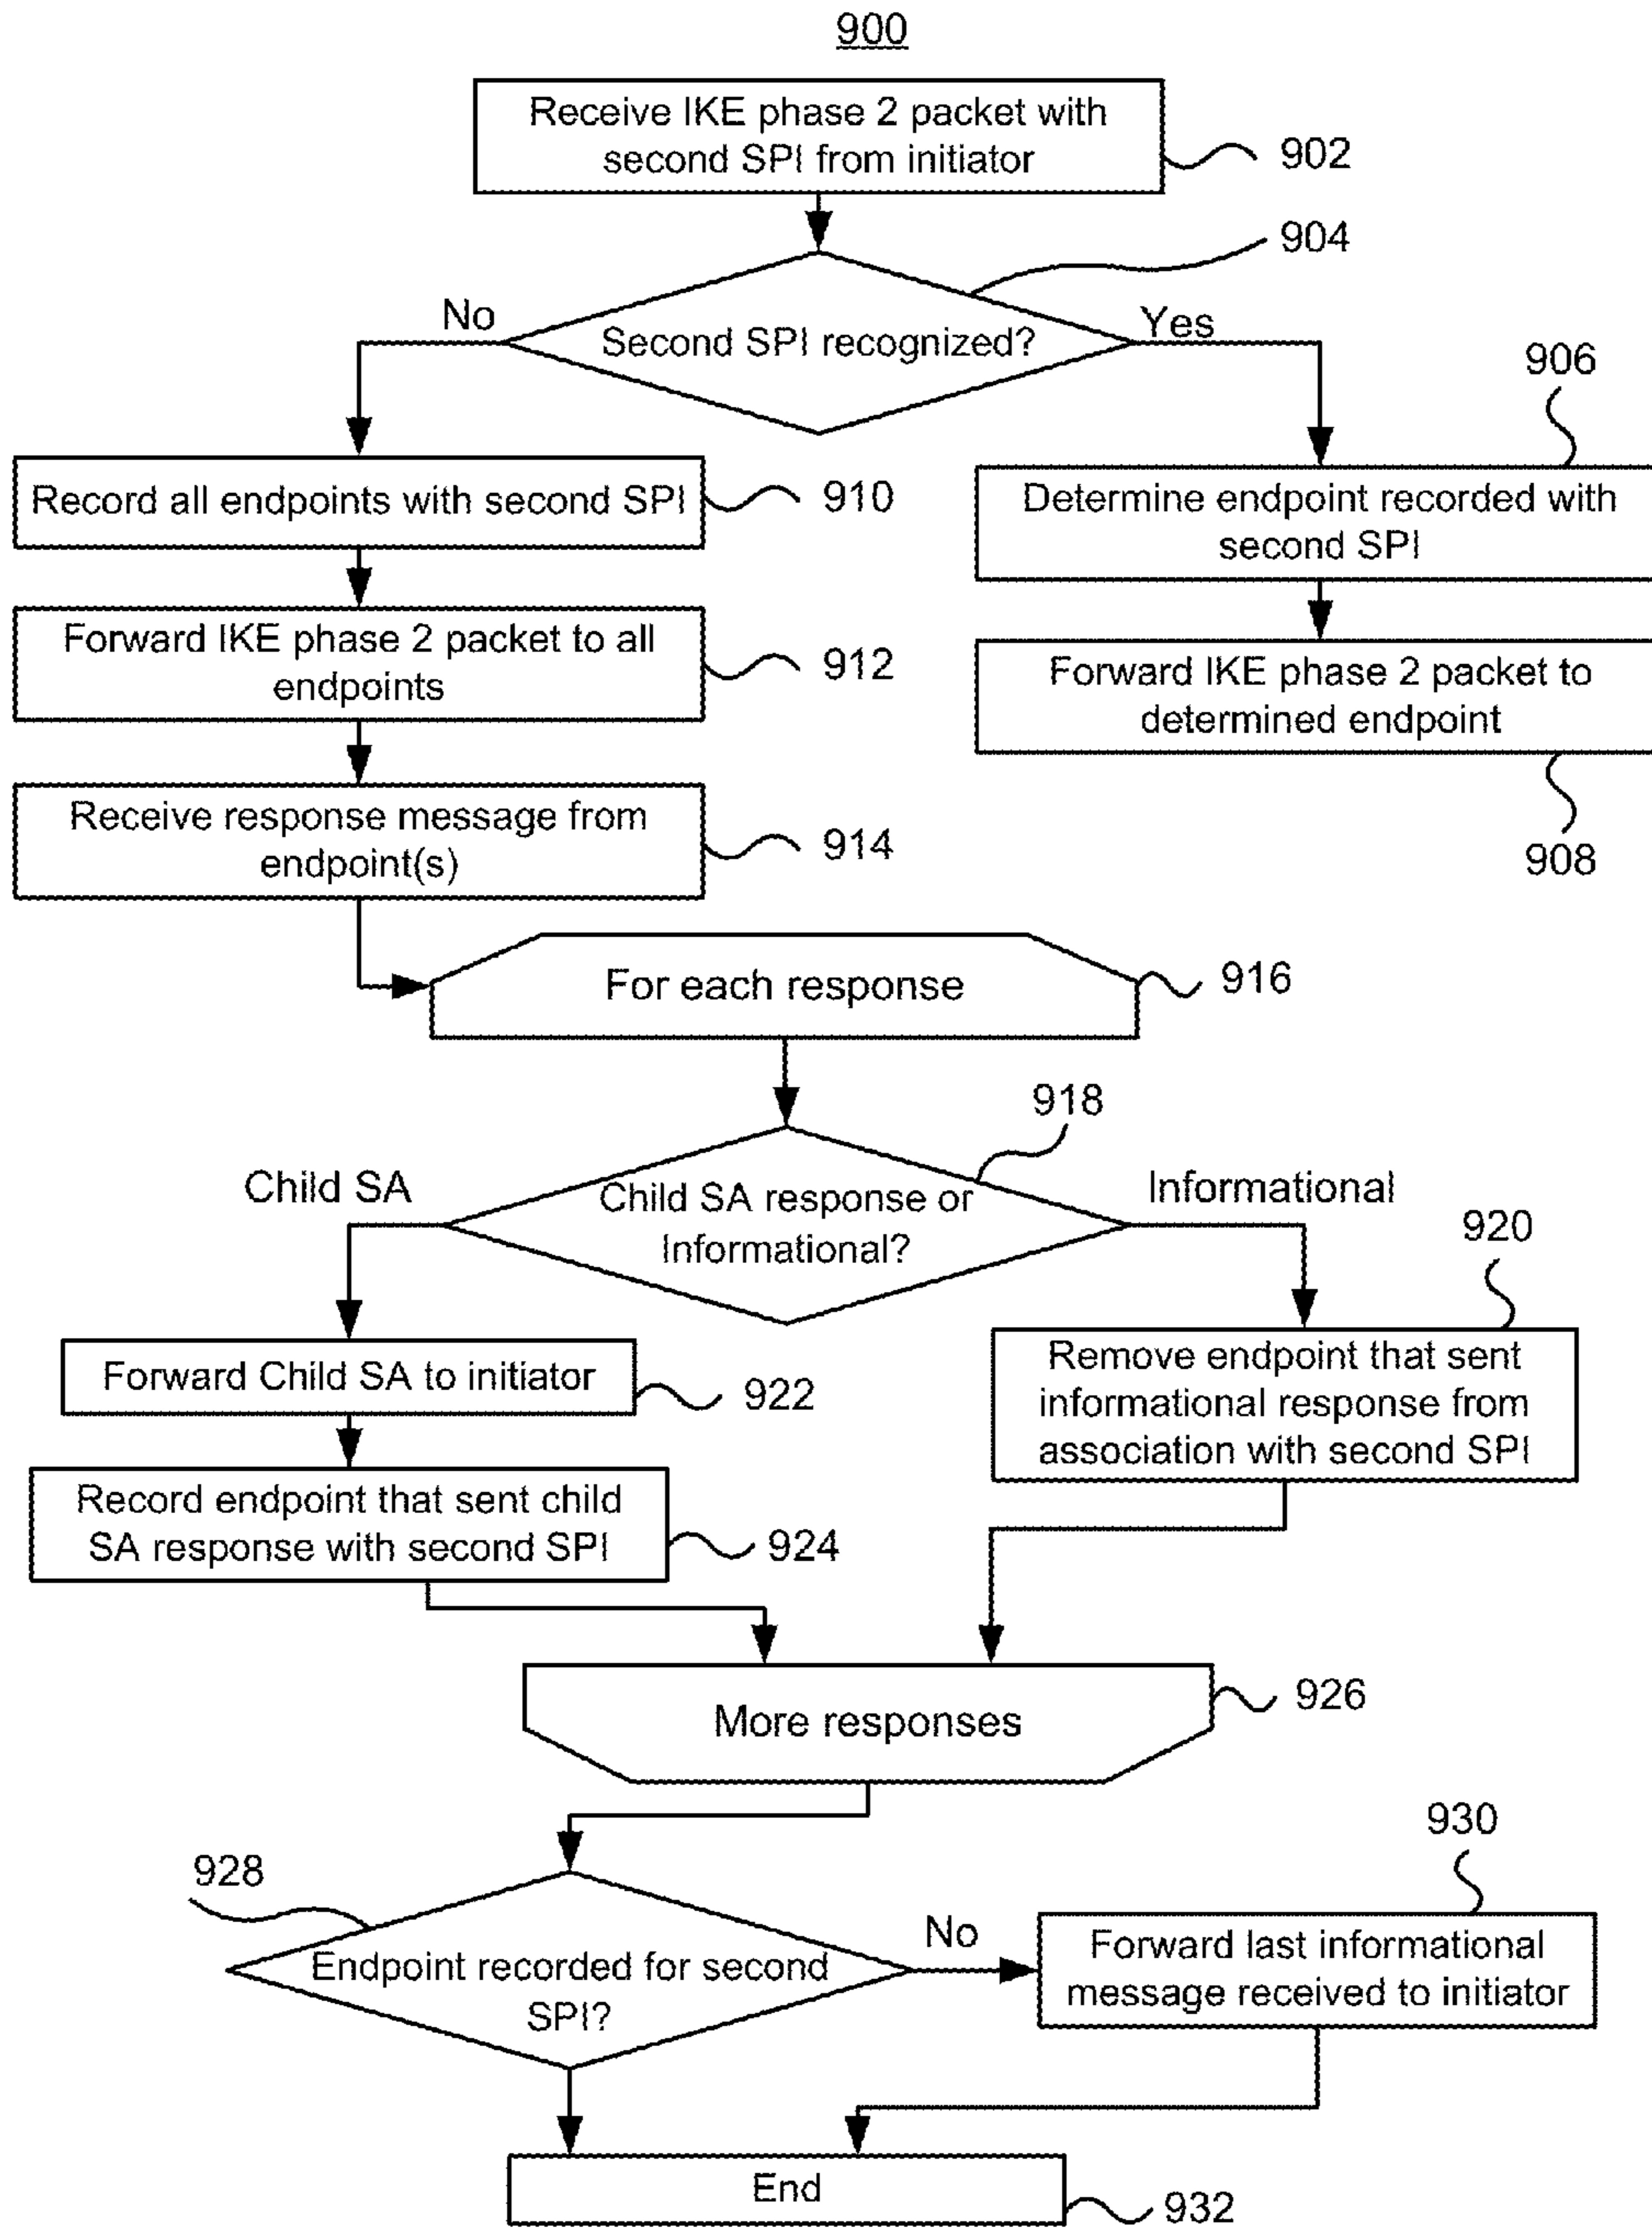 900
Receive IKE phase 2 packet with
second SPI from initiator
902
904
No
Yes
Second SPI recognized?
906
Record all endpoints with second SPI
910
Determine endpoint recorded with
second SPI
Forward IKE phase 2 packet to all
endpoints
912
Forward IKE phase 2 packet to
determined endpoint
908
Receive response message from
endpoint(s)
914
For each response
916
918
Child SA
Informational
Child SA response or
Informational?
920
Forward Child SA to initiator
922
Remove endpoint that sent
informational response from
association with second SPI
Record endpoint that sent child
SA response with second SPI
924
More responses
926
928
930
Endpoint recorded for second
SPI?
No
Forward last informational
message received to initiator
End
932